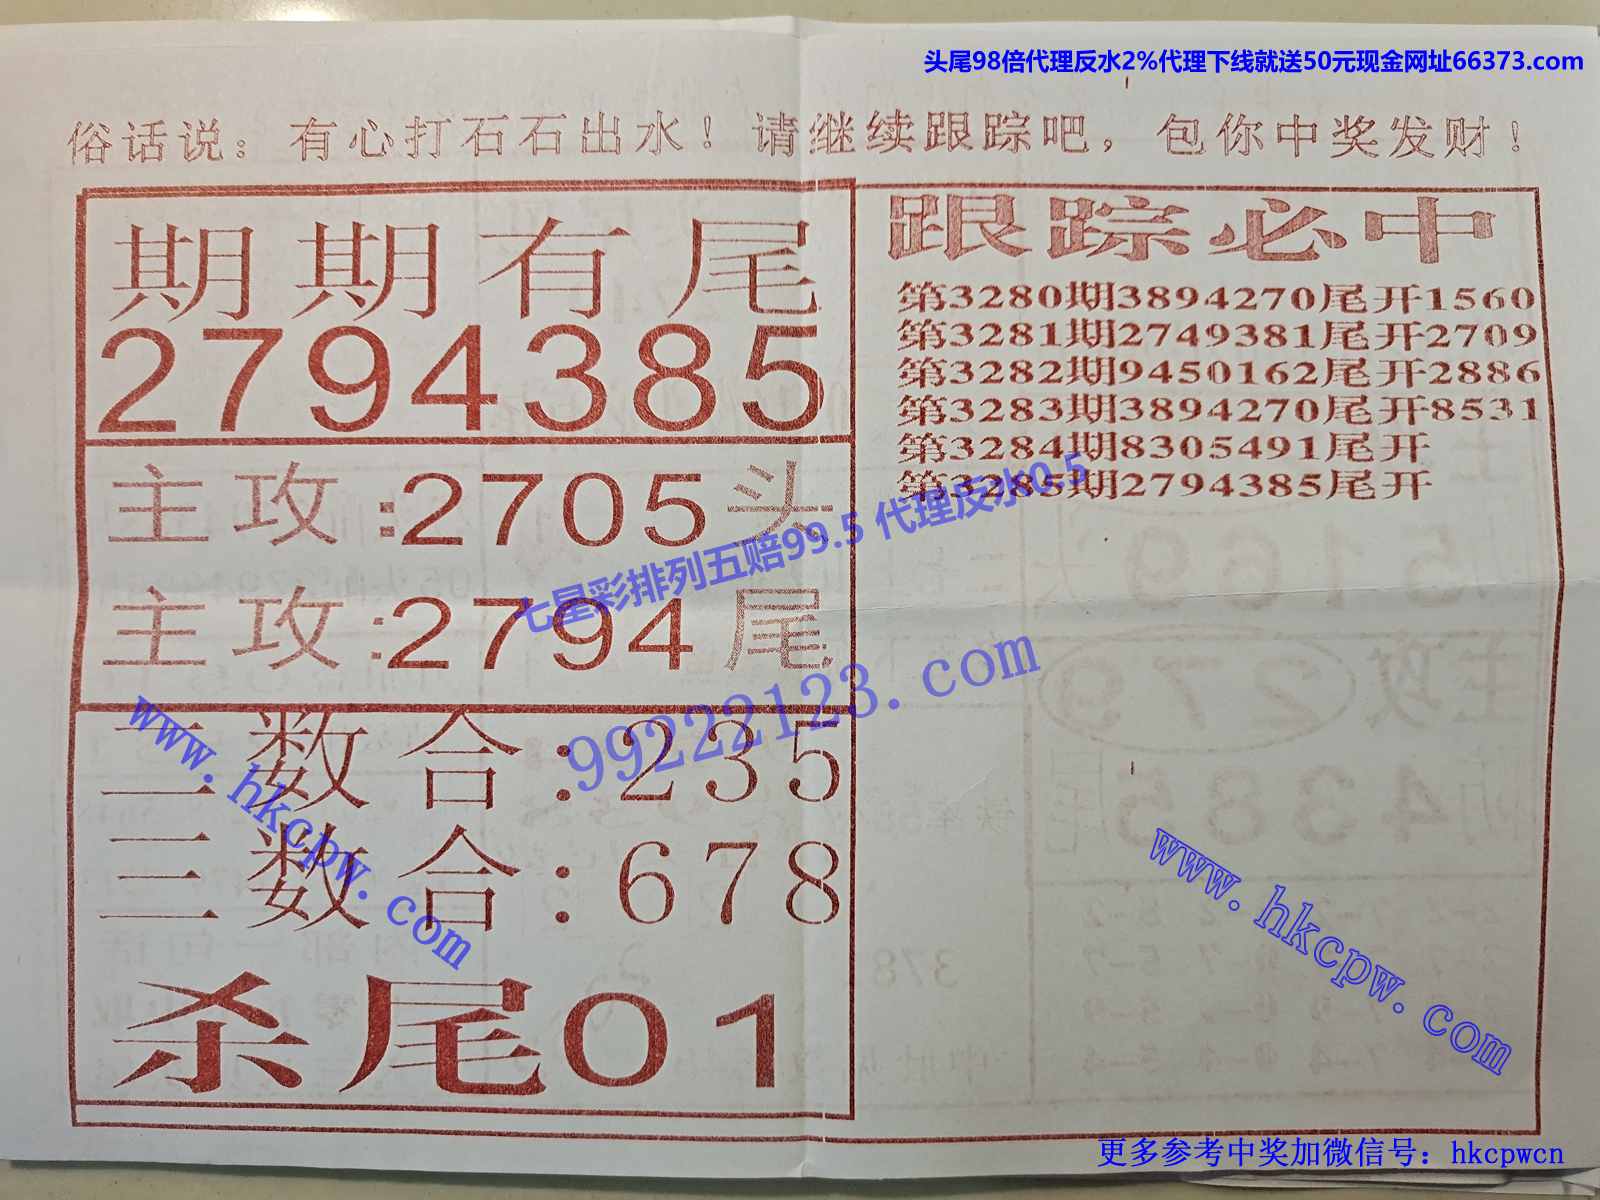 头尾98倍代理反水2%代理下线就送50元现金网址66373.com
俗话说：有心打石石出水！请继续跟踪吧，包你中奖发财！
期期有尾
2794385
主攻:2705头
主攻:2794尾
二数合:235
三数合:678
杀尾01
跟踪必中
第3280期3894270尾开1560
第3281期2749381尾开2709
第3282期9450162尾开2886
第3283期3894270尾开8531
第3284期8305491尾开
第3285期2794385尾开
七星彩排列五赔99.5 代理反水0.5
99222123.com
www.hkcpw.com
www.hkcpw.com
更多参考中奖加微信号：hkcpwcn